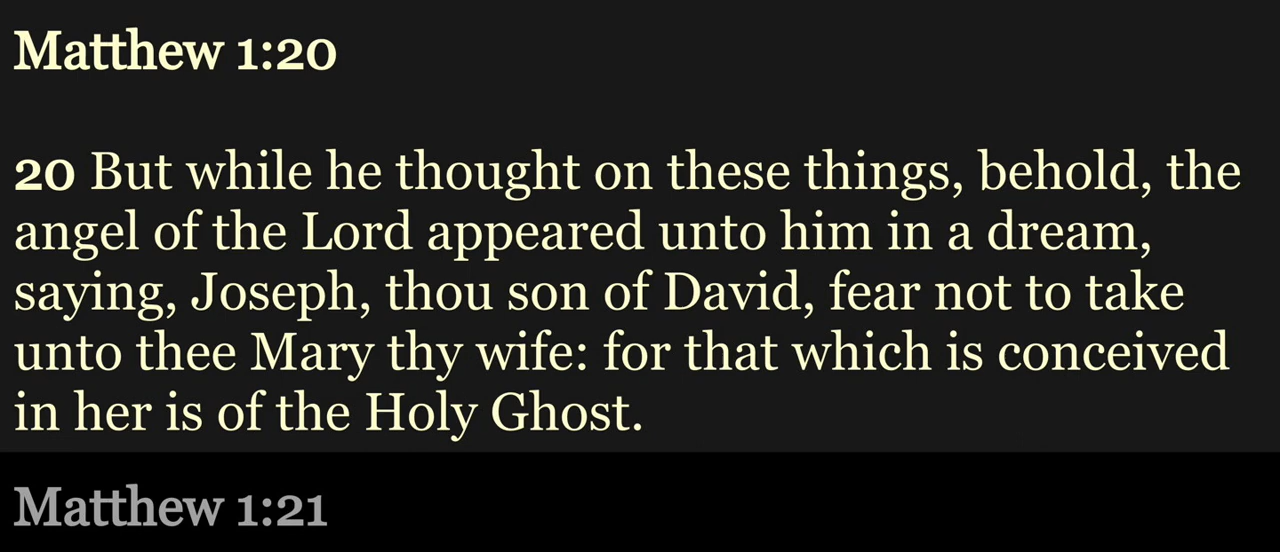 Matthew 1:20
20 But while he thought on these things, behold, the
angel of the Lord appeared unto him in a dream,
saying, Joseph, thou son of David, fear not to take
unto thee Mary thy wife: for that which is conceived
in her is of the Holy Ghost.
Matthew 1:21